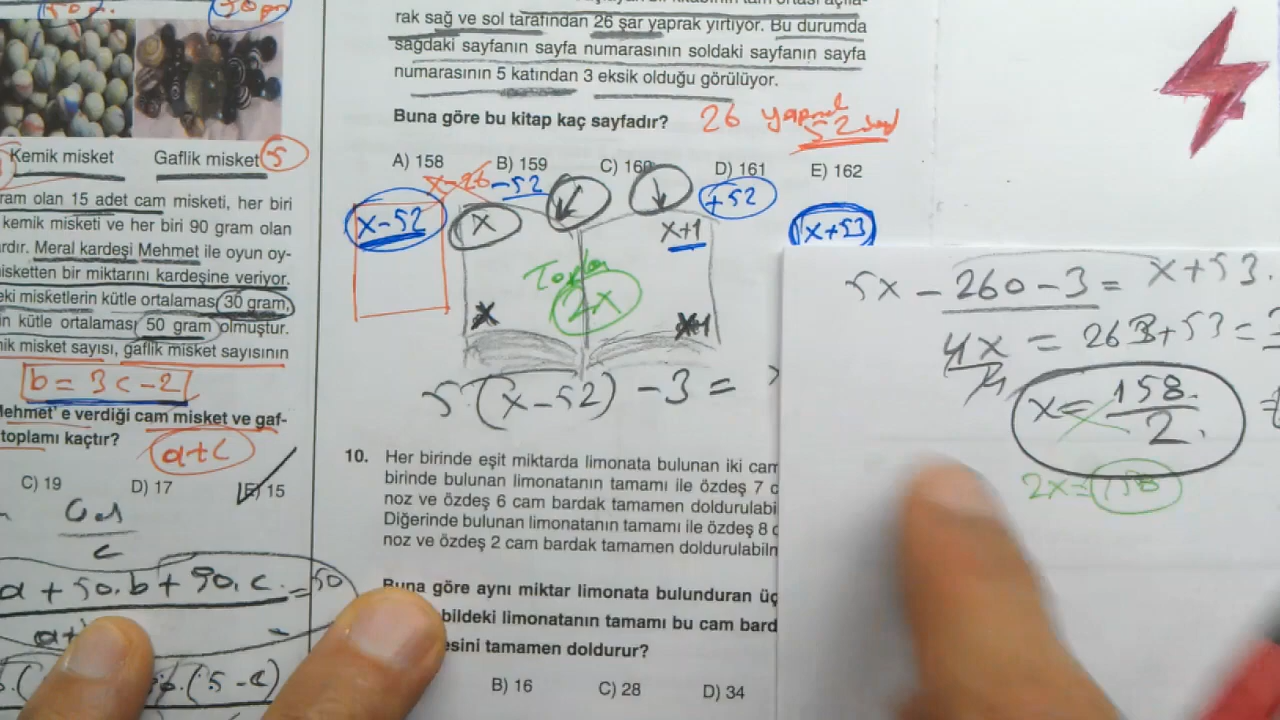 Kemik misket
Gaflik misket 5
ram olan 15 adet cam misketi, her biri
kemik misketi ve her biri 90 gram olan
rdır. Meral kardeşi Mehmet ile oyun oy-
isketten bir miktarını kardeşine veriyor.
eki misketlerin kütle ortalaması 30 gram,
in kütle ortalaması 50 gram olmuştur.
nik misket sayısı, gaflik misket sayısının
b = 3c - 2
Mehmet' e verdiği cam misket ve gaf-
toplamı kaçtır?
a+c
C) 19
D) 17
E) 15
a + 50.b + 90.c = 50
.(5-c)
rak sağ ve sol tarafından 26 şar yaprak yırtıyor. Bu durumda
sağdaki sayfanın sayfa numarasının soldaki sayfanın sayfa
numarasının 5 katından 3 eksik olduğu görülüyor.
Buna göre bu kitap kaç sayfadır?
26 yaprak
52 say
A) 158
B) 159
C) 160
D) 161
E) 162
x-26
-52
+52
x-52
x
x+1
x+53
2x
x
x+1
5.(x-52) - 3 =
10. Her birinde eşit miktarda limonata bulunan iki cam
birinde bulunan limonatanın tamamı ile özdeş 7
noz ve özdeş 6 cam bardak tamamen doldurulabi
Diğerinde bulunan limonatanın tamamı ile özdeş 8
noz ve özdeş 2 cam bardak tamamen doldurulabiln
Buna göre aynı miktar limonata bulunduran üç
bildeki limonatanın tamamı bu cam bard
esini tamamen doldurur?
B) 16
C) 28
D) 34
5x - 260 - 3 = x + 53.
4x = 263 + 53 =
x = 158.
2.
2x = 158